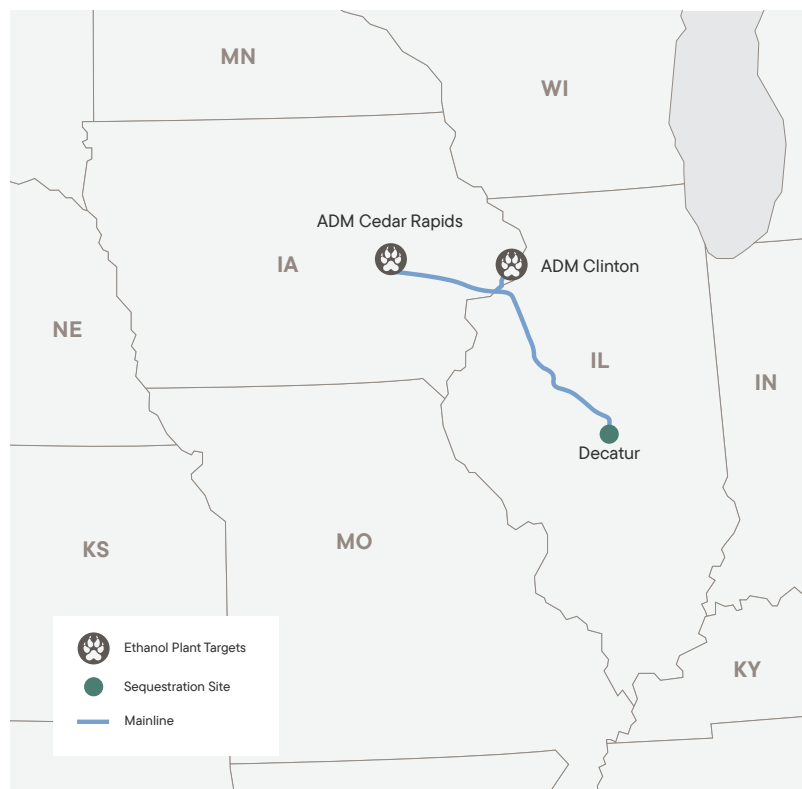 MN
WI
ADM Cedar Rapids
IA
ADM Clinton
NE
IL
IN
Decatur
KS
MO
Ethanol Plant Targets
KY
Sequestration Site
Mainline